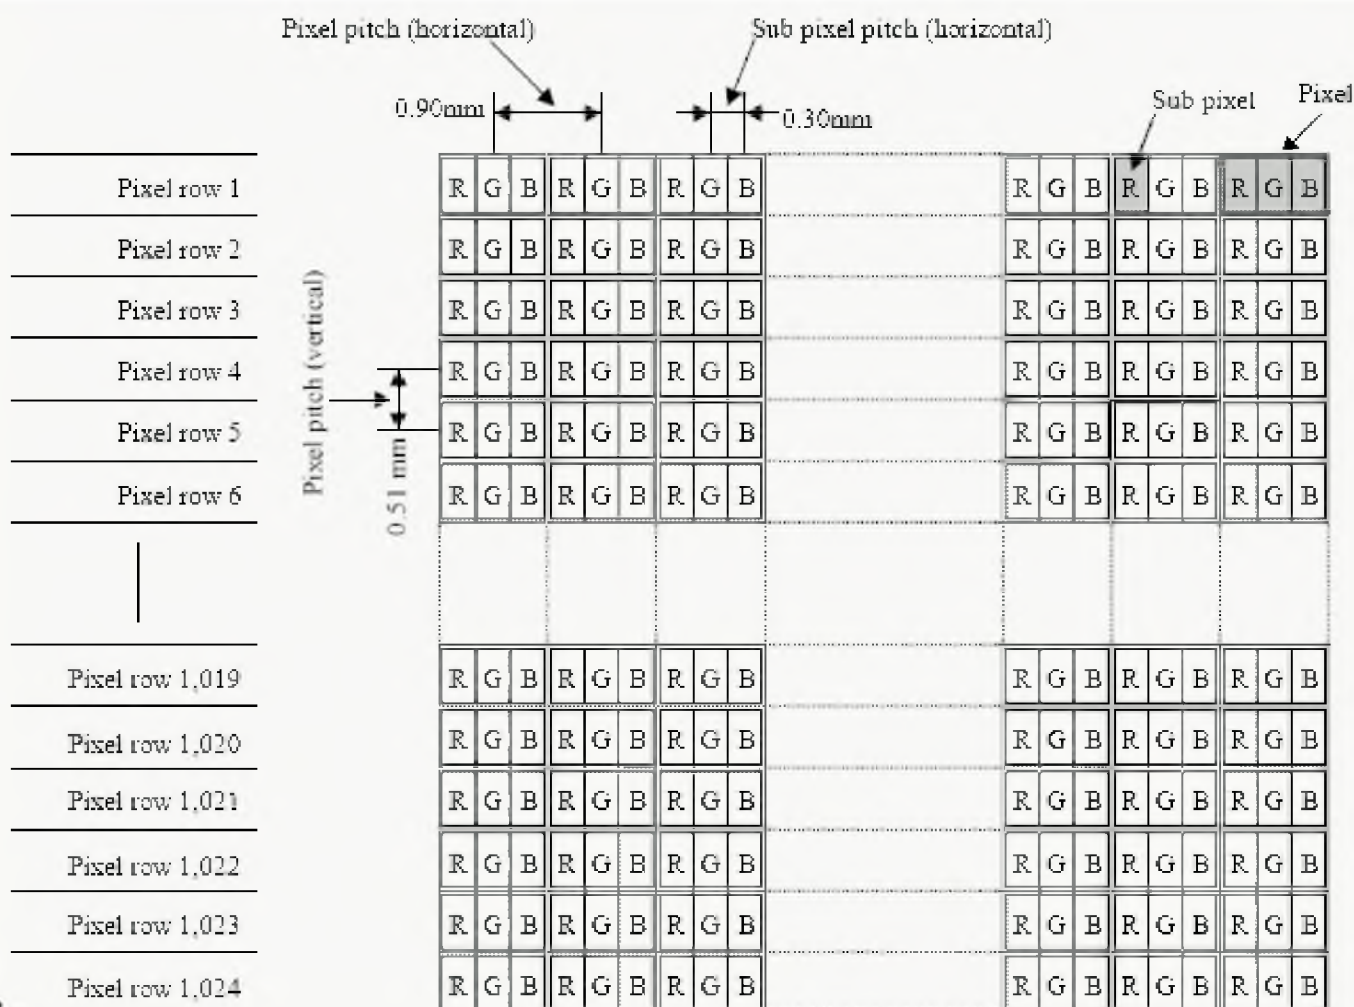 Pixel pitch (horizontal) Sub pixel pitch (horizontal)
0.90mm 0.30mm Sub pixel Pixel
Pixel row 1 R G B R G B R G B R G B R G B R G B
Pixel row 2 R G B R G B R G B R G B R G B R G B
Pixel row 3 R G B R G B R G B R G B R G B R G B
Pixel row 4 R G B R G B R G B R G B R G B R G B
Pixel row 5 R G B R G B R G B R G B R G B R G B
Pixel row 6 R G B R G B R G B R G B R G B R G B
Pixel pitch (vertical)
0.51 mm
Pixel row 1,019 R G B R G B R G B R G B R G B R G B
Pixel row 1,020 R G B R G B R G B R G B R G B R G B
Pixel row 1,021 R G B R G B R G B R G B R G B R G B
Pixel row 1,022 R G B R G B R G B R G B R G B R G B
Pixel row 1,023 R G B R G B R G B R G B R G B R G B
Pixel row 1,024 R G B R G B R G B R G B R G B R G B